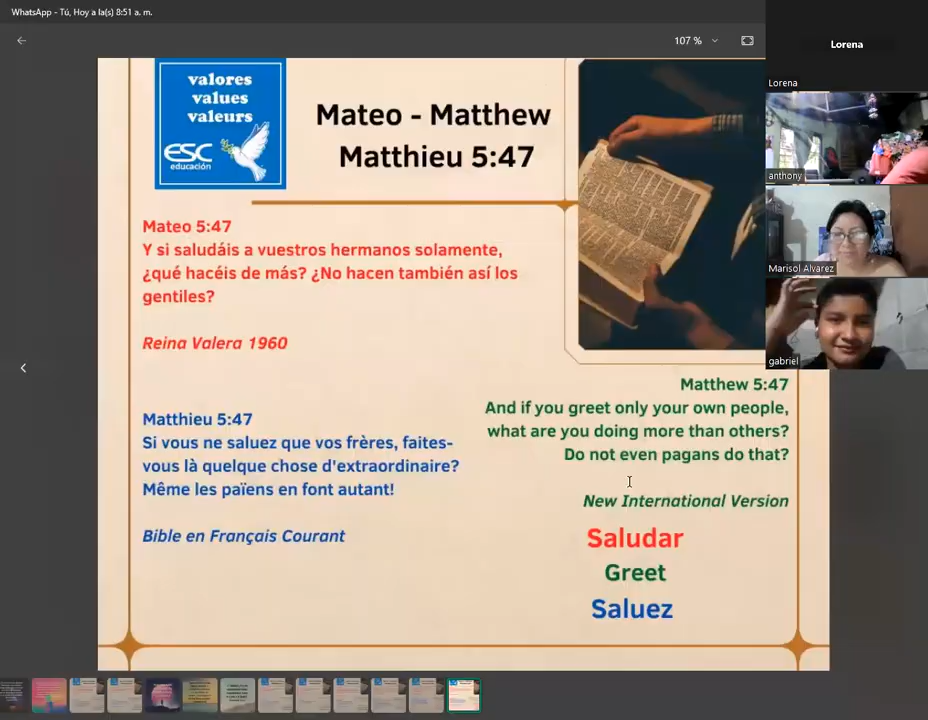 WhatsApp - Tú, Hoy a la(s) 8:51 a. m.
107 %
valores
values
valeurs
esc
educación
Mateo - Matthew
Matthieu 5:47
Mateo 5:47
Y si saludáis a vuestros hermanos solamente,
¿qué hacéis de más? ¿No hacen también así los
gentiles?
Reina Valera 1960
Matthieu 5:47
Si vous ne saluez que vos frères, faites-
vous là quelque chose d'extraordinaire?
Même les païens en font autant!
Bible en Français Courant
Matthew 5:47
And if you greet only your own people,
what are you doing more than others?
Do not even pagans do that?
New International Version
Saludar
Greet
Saluez
Lorena
Lorena
anthony
Marisol Alvarez
gabriel